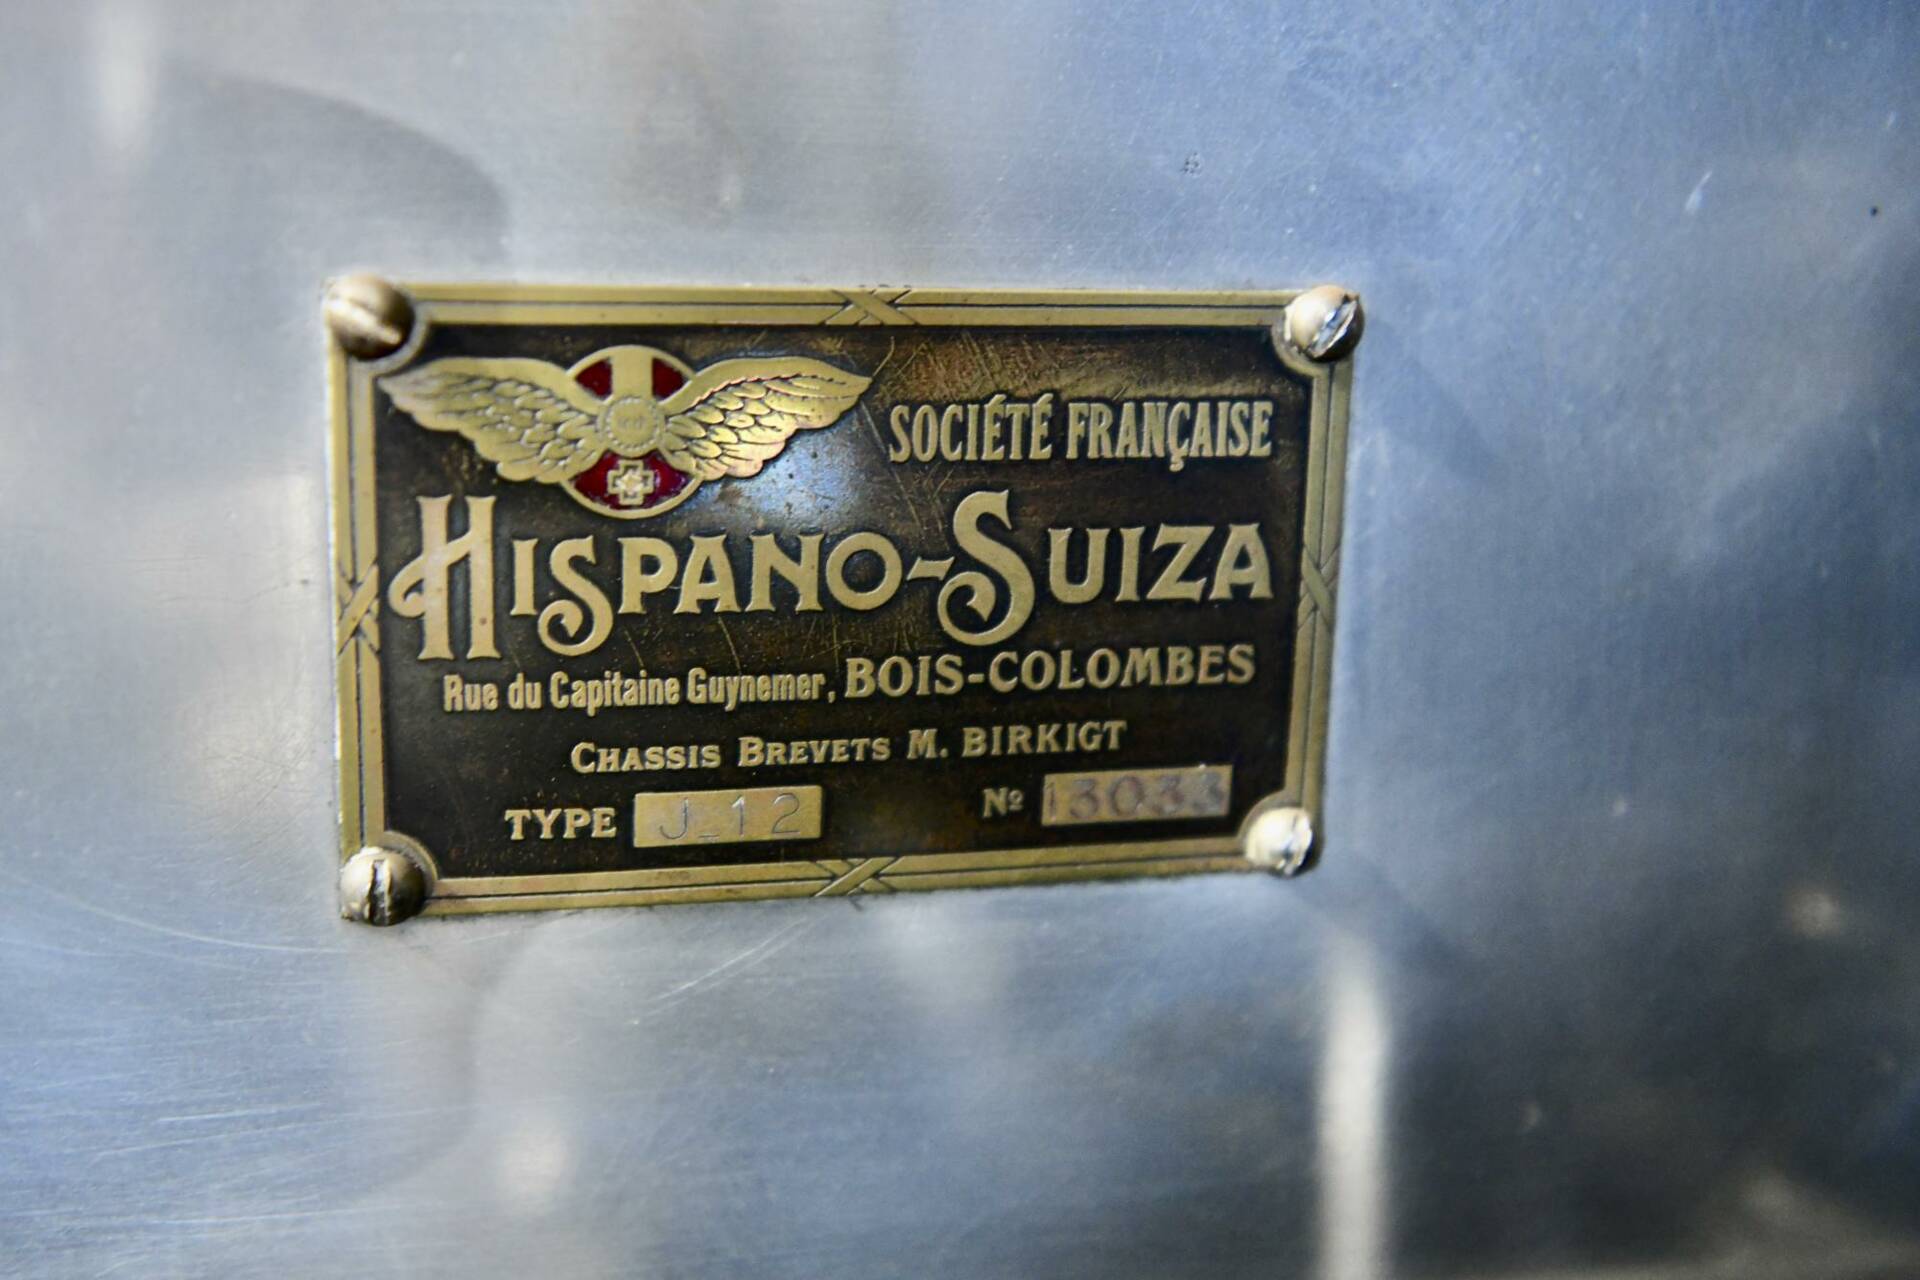 SOCIÉTÉ FRANÇAISE
HISPANO-SUIZA
Rue du Capitaine Guynemer, BOIS-COLOMBES
CHASSIS BREVETS M. BIRKIGT
TYPE J_12 Nº 13033